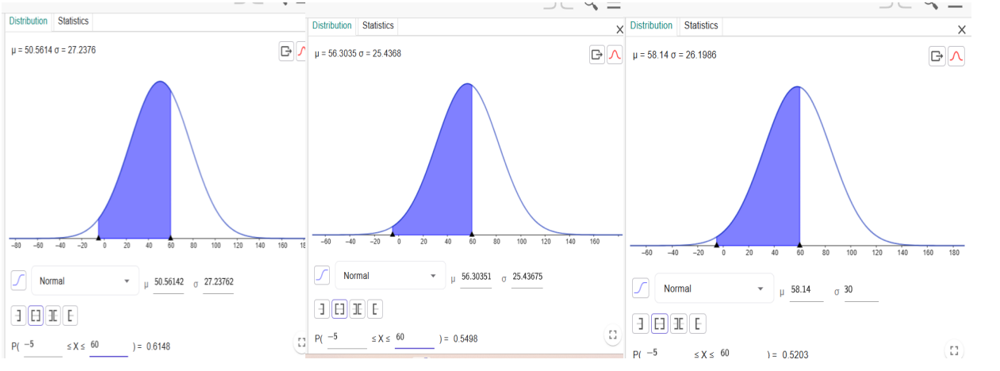 Distribution Statistics
μ = 50.5614 σ = 27.2376
−80 −60 −40 −20 0 20 40 60 80 100 120 140 160
Normal
μ 50.56142 σ 27.23762
P( −5 ≤ X ≤ 60 ) = 0.6148
Distribution Statistics
X
μ = 56.3035 σ = 25.4368
−60 −40 −20 0 20 40 60 80 100 120 140 160
Normal
μ 56.30351 σ 25.43675
P( −5 ≤ X ≤ 60 ) = 0.5498
Distribution Statistics
X
μ = 58.14 σ = 26.1986
−60 −40 −20 0 20 40 60 80 100 120 140 160 180
Normal
μ 58.14 σ 30
P( −5 ≤ X ≤ 60 ) = 0.5203